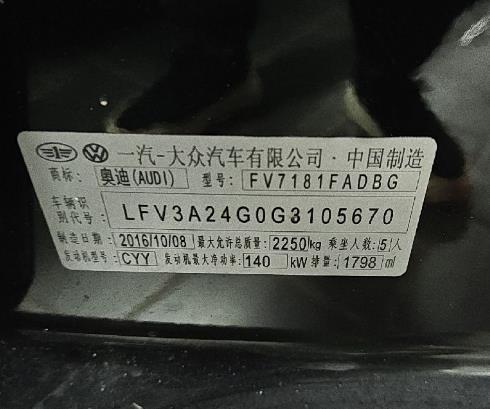 一汽-大众汽车有限公司·中国制造
商标: 奥迪(AUDI) 型号: FV7181FADBG
车辆识别代号: LFV3A24G0G3105670
制造日期: 2016/10/08 最大允许总质量: 2250kg 乘坐人数: 5人
发动机型号: CYY 发动机最大净功率: 140 kW 排量: 1798 ml